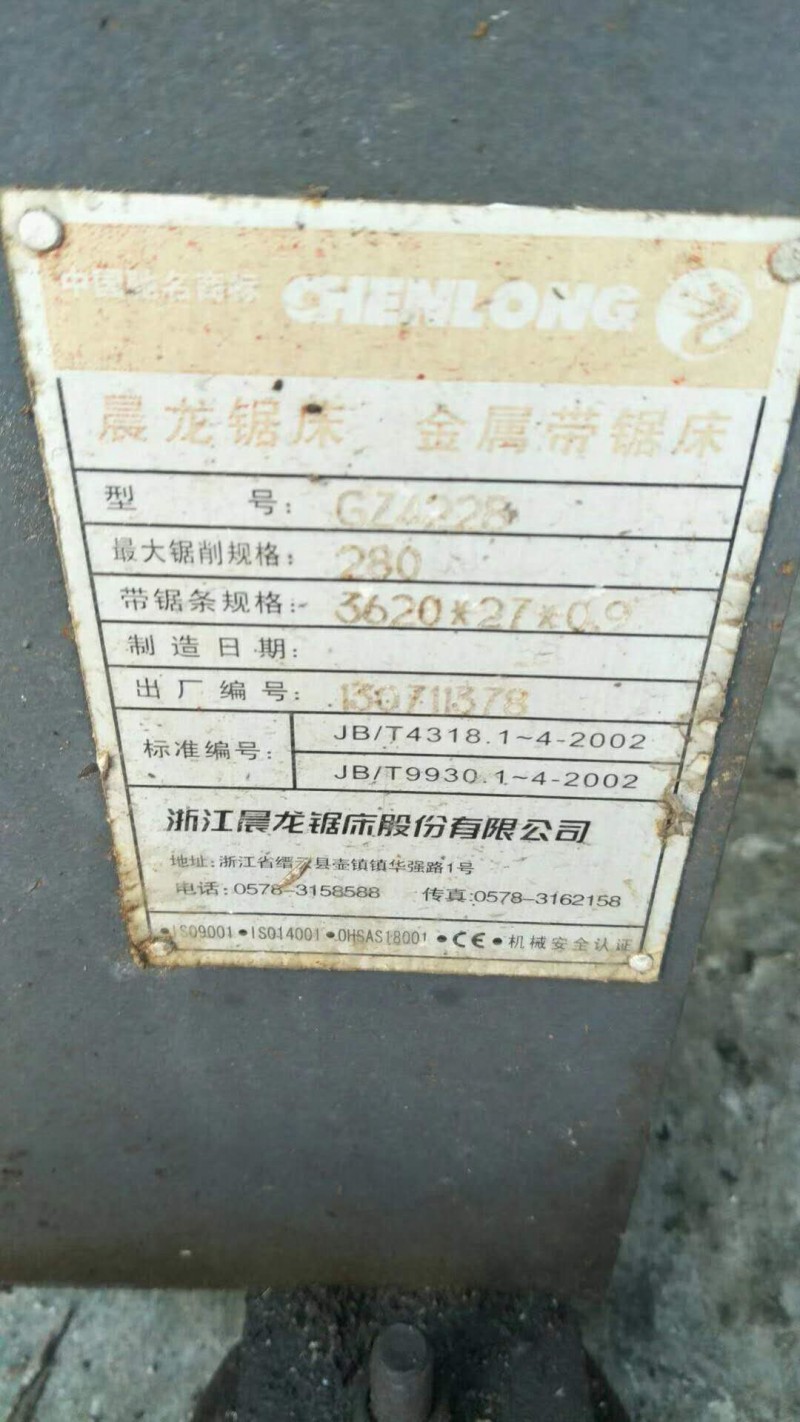 中国驰名商标 CHENLONG
晨龙锯床 金属带锯床
型号: GZ4228
最大锯削规格: 280
带锯条规格: 3620*27*0.9
制造日期:
出厂编号: 130711378
标准编号: JB/T4318.1~4-2002
JB/T9930.1~4-2002
浙江晨龙锯床股份有限公司
地址:浙江省缙云县壶镇镇华强路1号
电话:0578-3158588 传真:0578-3162158
•ISO9001 •ISO14001 •OHSAS18001 •CE •机械安全认证